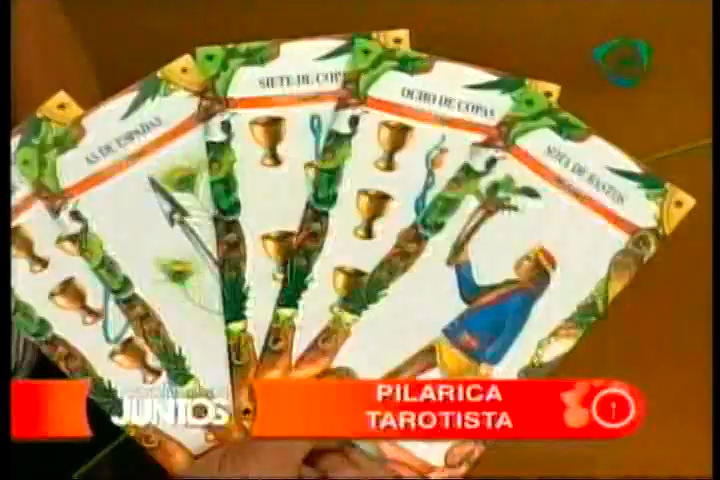 AS DE ESPADAS
SIETE DE COPAS
OCHO DE COPAS
SOTA DE BASTOS
JUNTOS
PILARICA
TAROTISTA